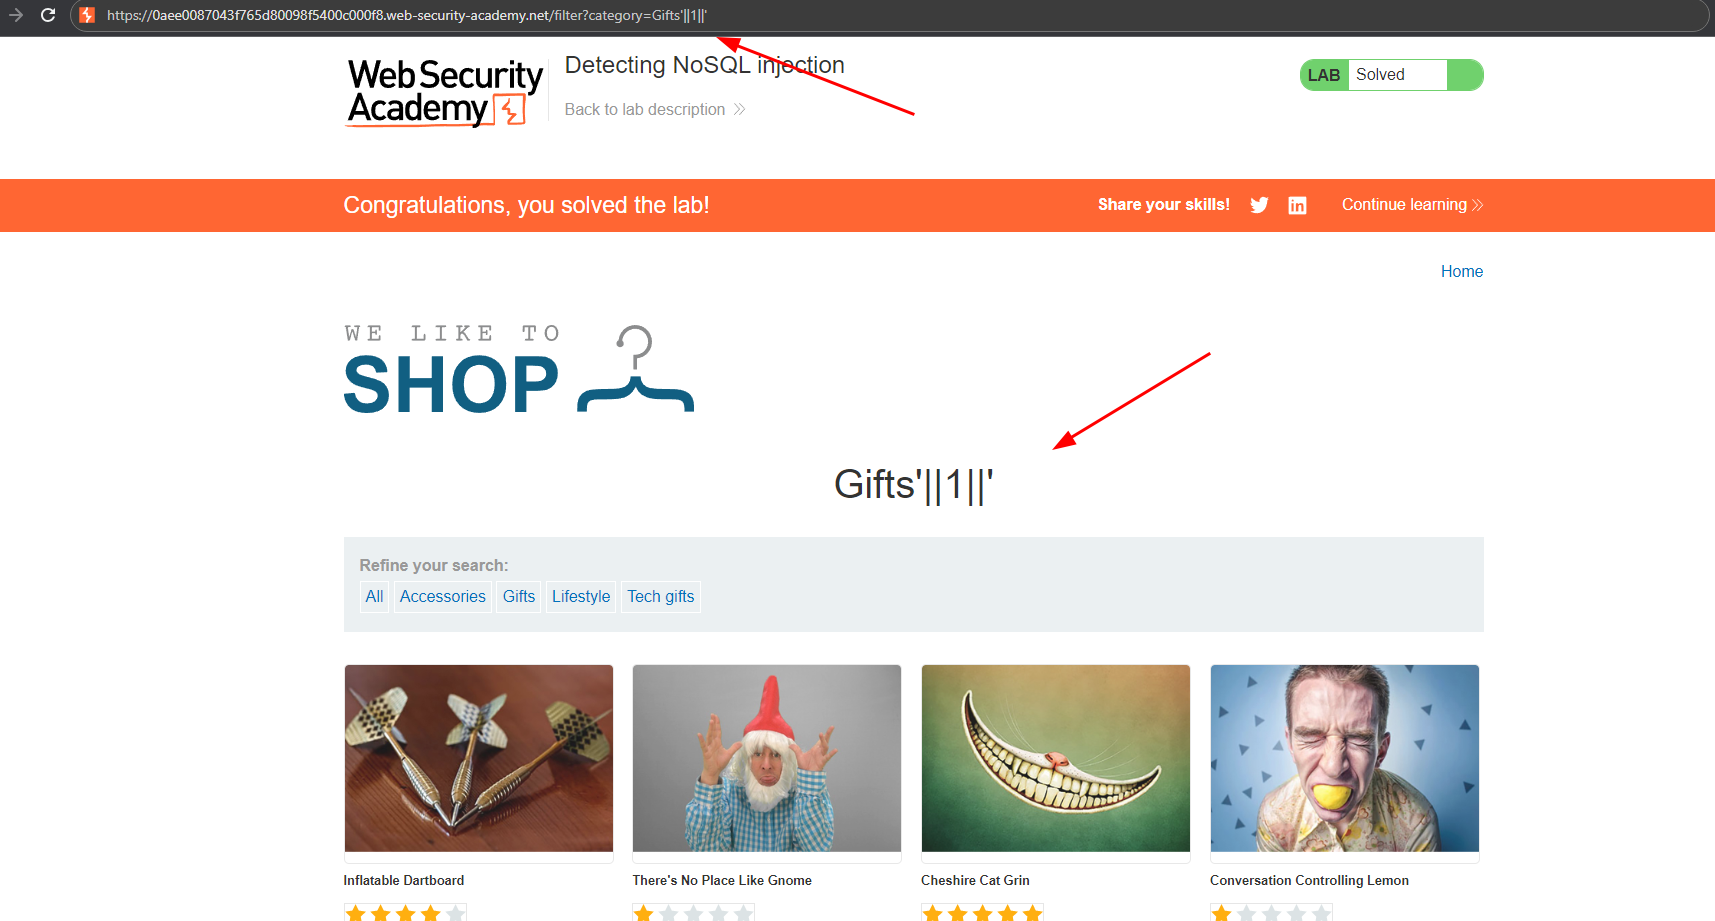 https://0aee0087043f765d80098f5400c000f8.web-security-academy.net/filter?category=Gifts'||1||'
Web Security
Academy
Detecting NoSQL injection
Back to lab description
LAB Solved
Congratulations, you solved the lab!
Share your skills!
Continue learning
Home
WE LIKE TO
SHOP
Gifts'||1||'
Refine your search:
All Accessories Gifts Lifestyle Tech gifts
Inflatable Dartboard
There's No Place Like Gnome
Cheshire Cat Grin
Conversation Controlling Lemon